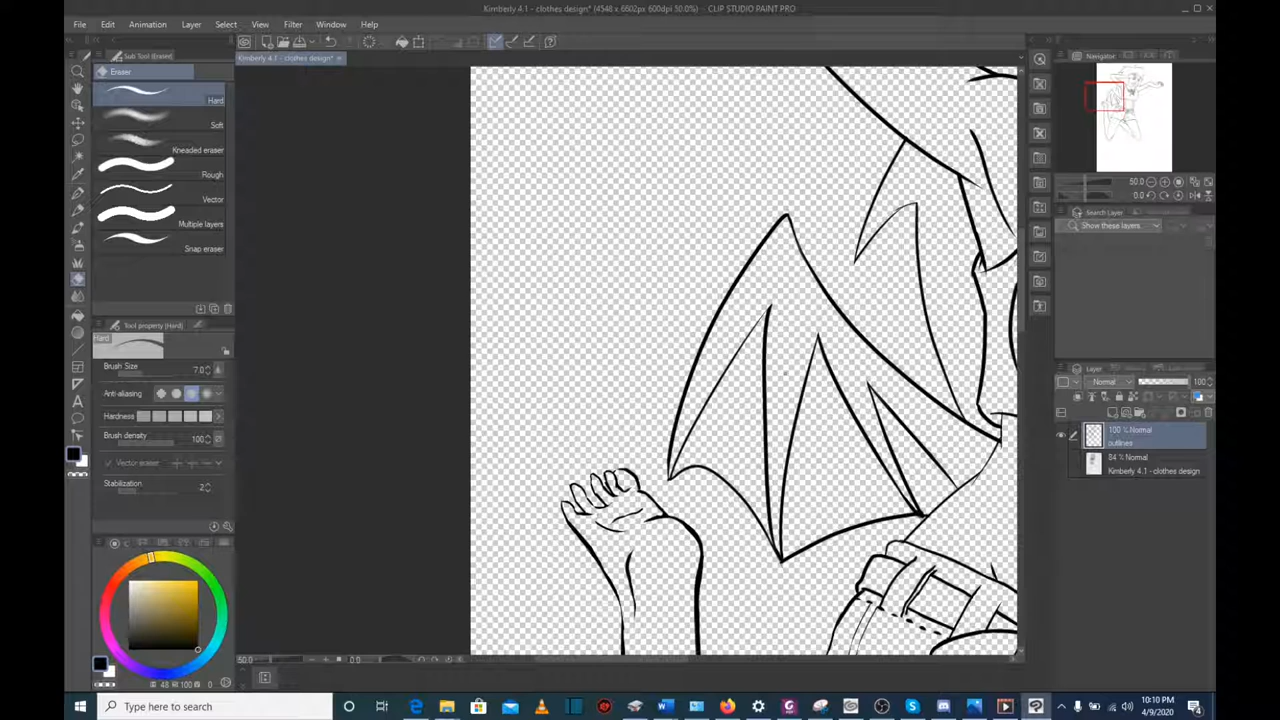 Kimberly 4.1 - clothes design* (4548 x 6602px 600dpi 50.0%) - CLIP STUDIO PAINT PRO
File Edit Animation Layer Select View Filter Window Help
Sub Tool (Eraser)
Kimberly 4.1 - clothes design*
Navigator
Eraser
Hard
Soft
Kneaded eraser
Rough
Vector
Multiple layers
Snap eraser
50.0
0.0
Search Layer
Show these layers
Tool property (Hard)
Hard
Brush Size 7.0
Anti-aliasing
Hardness
Brush density 100
Vector eraser
Stabilization 2
Layer
Normal 100
100 % Normal
outlines
84 % Normal
Kimberly 4.1 - clothes design
50.0 0.0
48 100 0
Type here to search
10:10 PM
4/9/2020